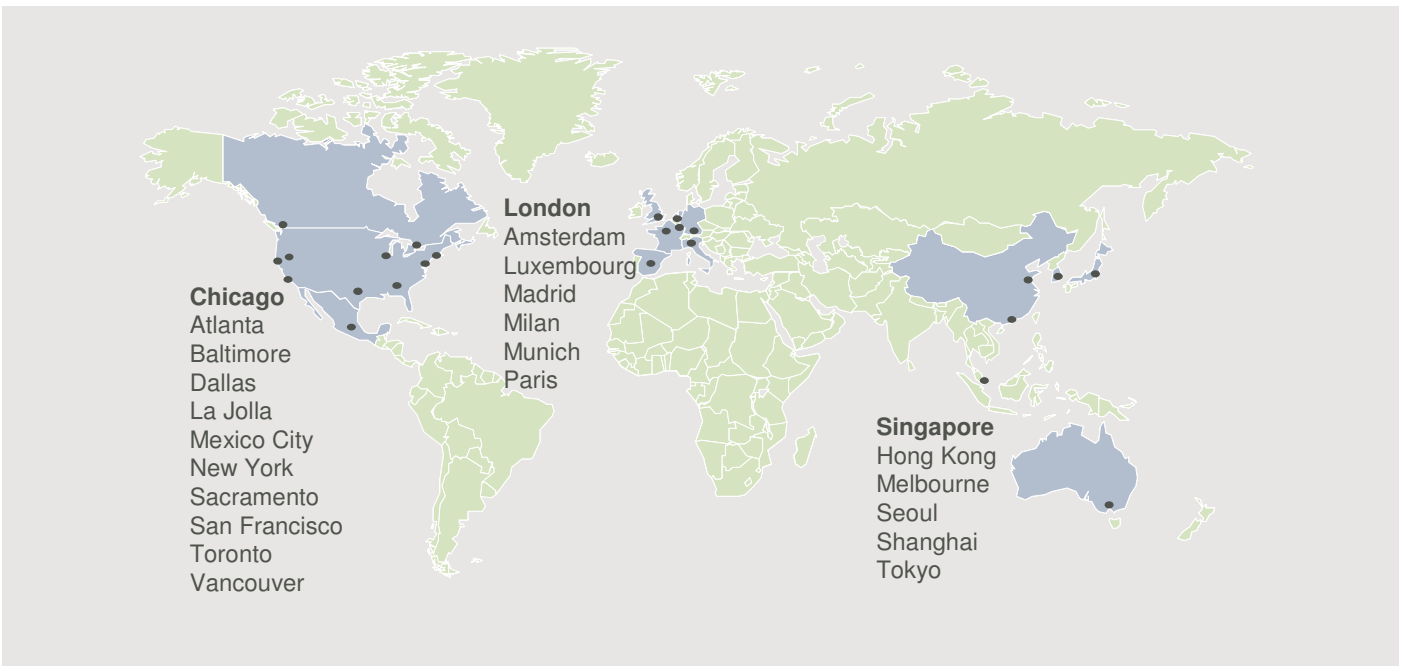 London
Amsterdam
Luxembourg
Madrid
Milan
Munich
Paris
Chicago
Atlanta
Baltimore
Dallas
La Jolla
Mexico City
New York
Sacramento
San Francisco
Toronto
Vancouver
Singapore
Hong Kong
Melbourne
Seoul
Shanghai
Tokyo